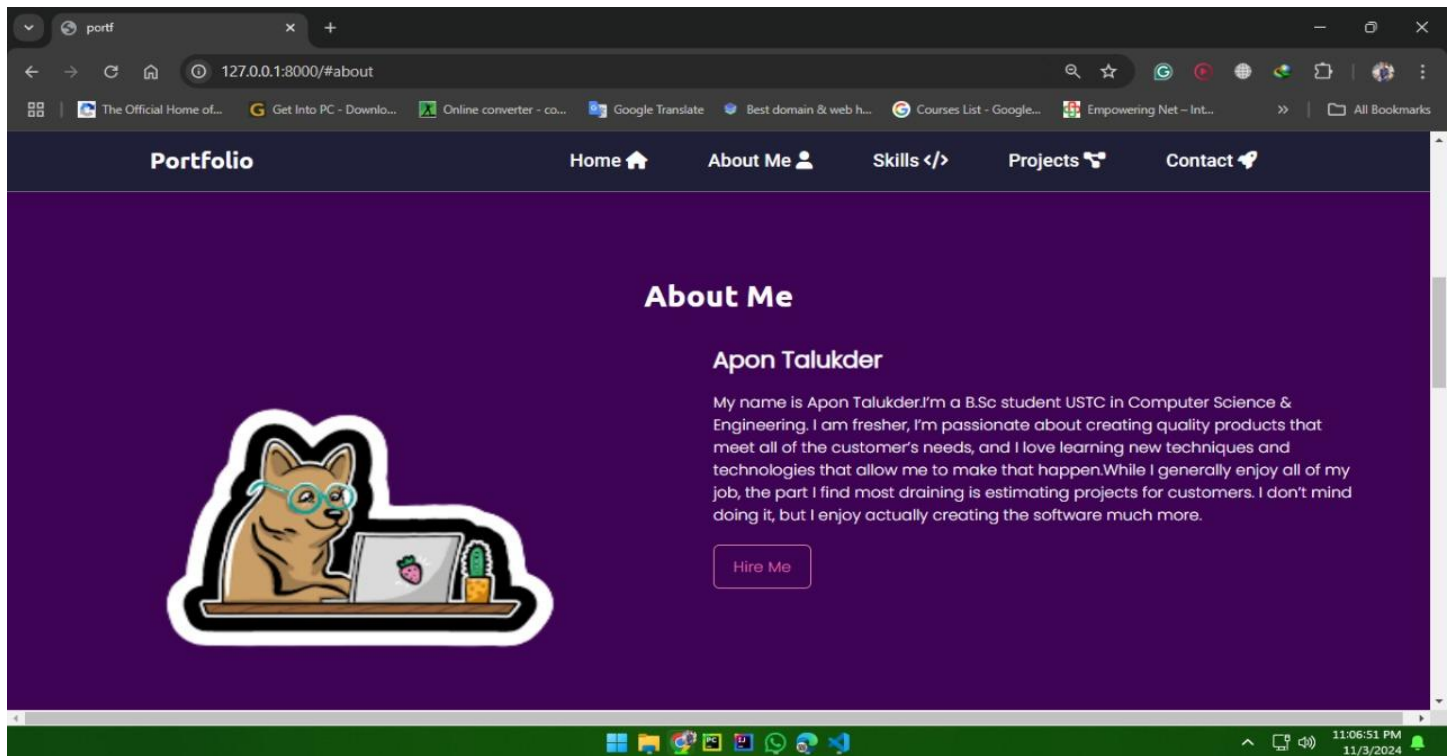 portf
127.0.0.1:8000/#about
The Official Home of... Get Into PC - Downlo... Online converter - co... Google Translate Best domain & web h... Courses List - Google... Empowering Net – Int... » All Bookmarks
Portfolio Home About Me Skills </> Projects Contact
About Me
Apon Talukder
My name is Apon Talukder.I'm a B.Sc student USTC in Computer Science &
Engineering. I am fresher, I'm passionate about creating quality products that
meet all of the customer's needs, and I love learning new techniques and
technologies that allow me to make that happen.While I generally enjoy all of my
job, the part I find most draining is estimating projects for customers. I don't mind
doing it, but I enjoy actually creating the software much more.
Hire Me
11:06:51 PM
11/3/2024